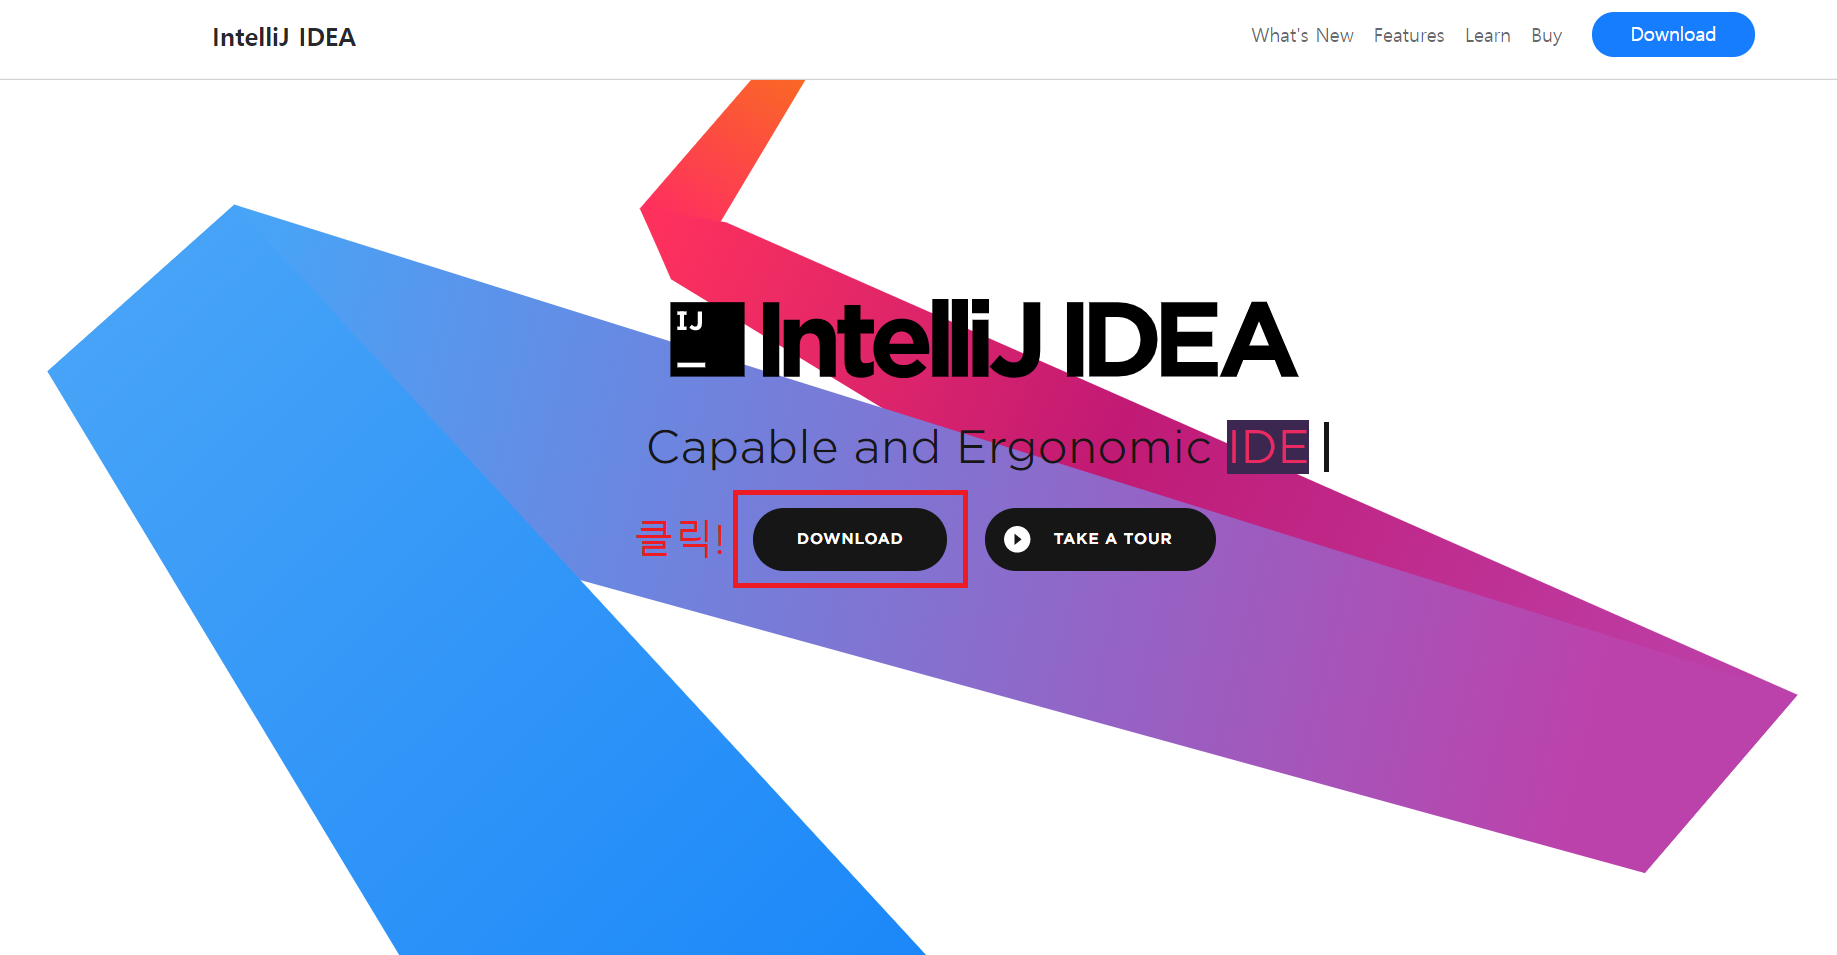 IntelliJ IDEA
What's New Features Learn Buy Download
IJ
IntelliJ IDEA
Capable and Ergonomic IDE
클릭! DOWNLOAD TAKE A TOUR